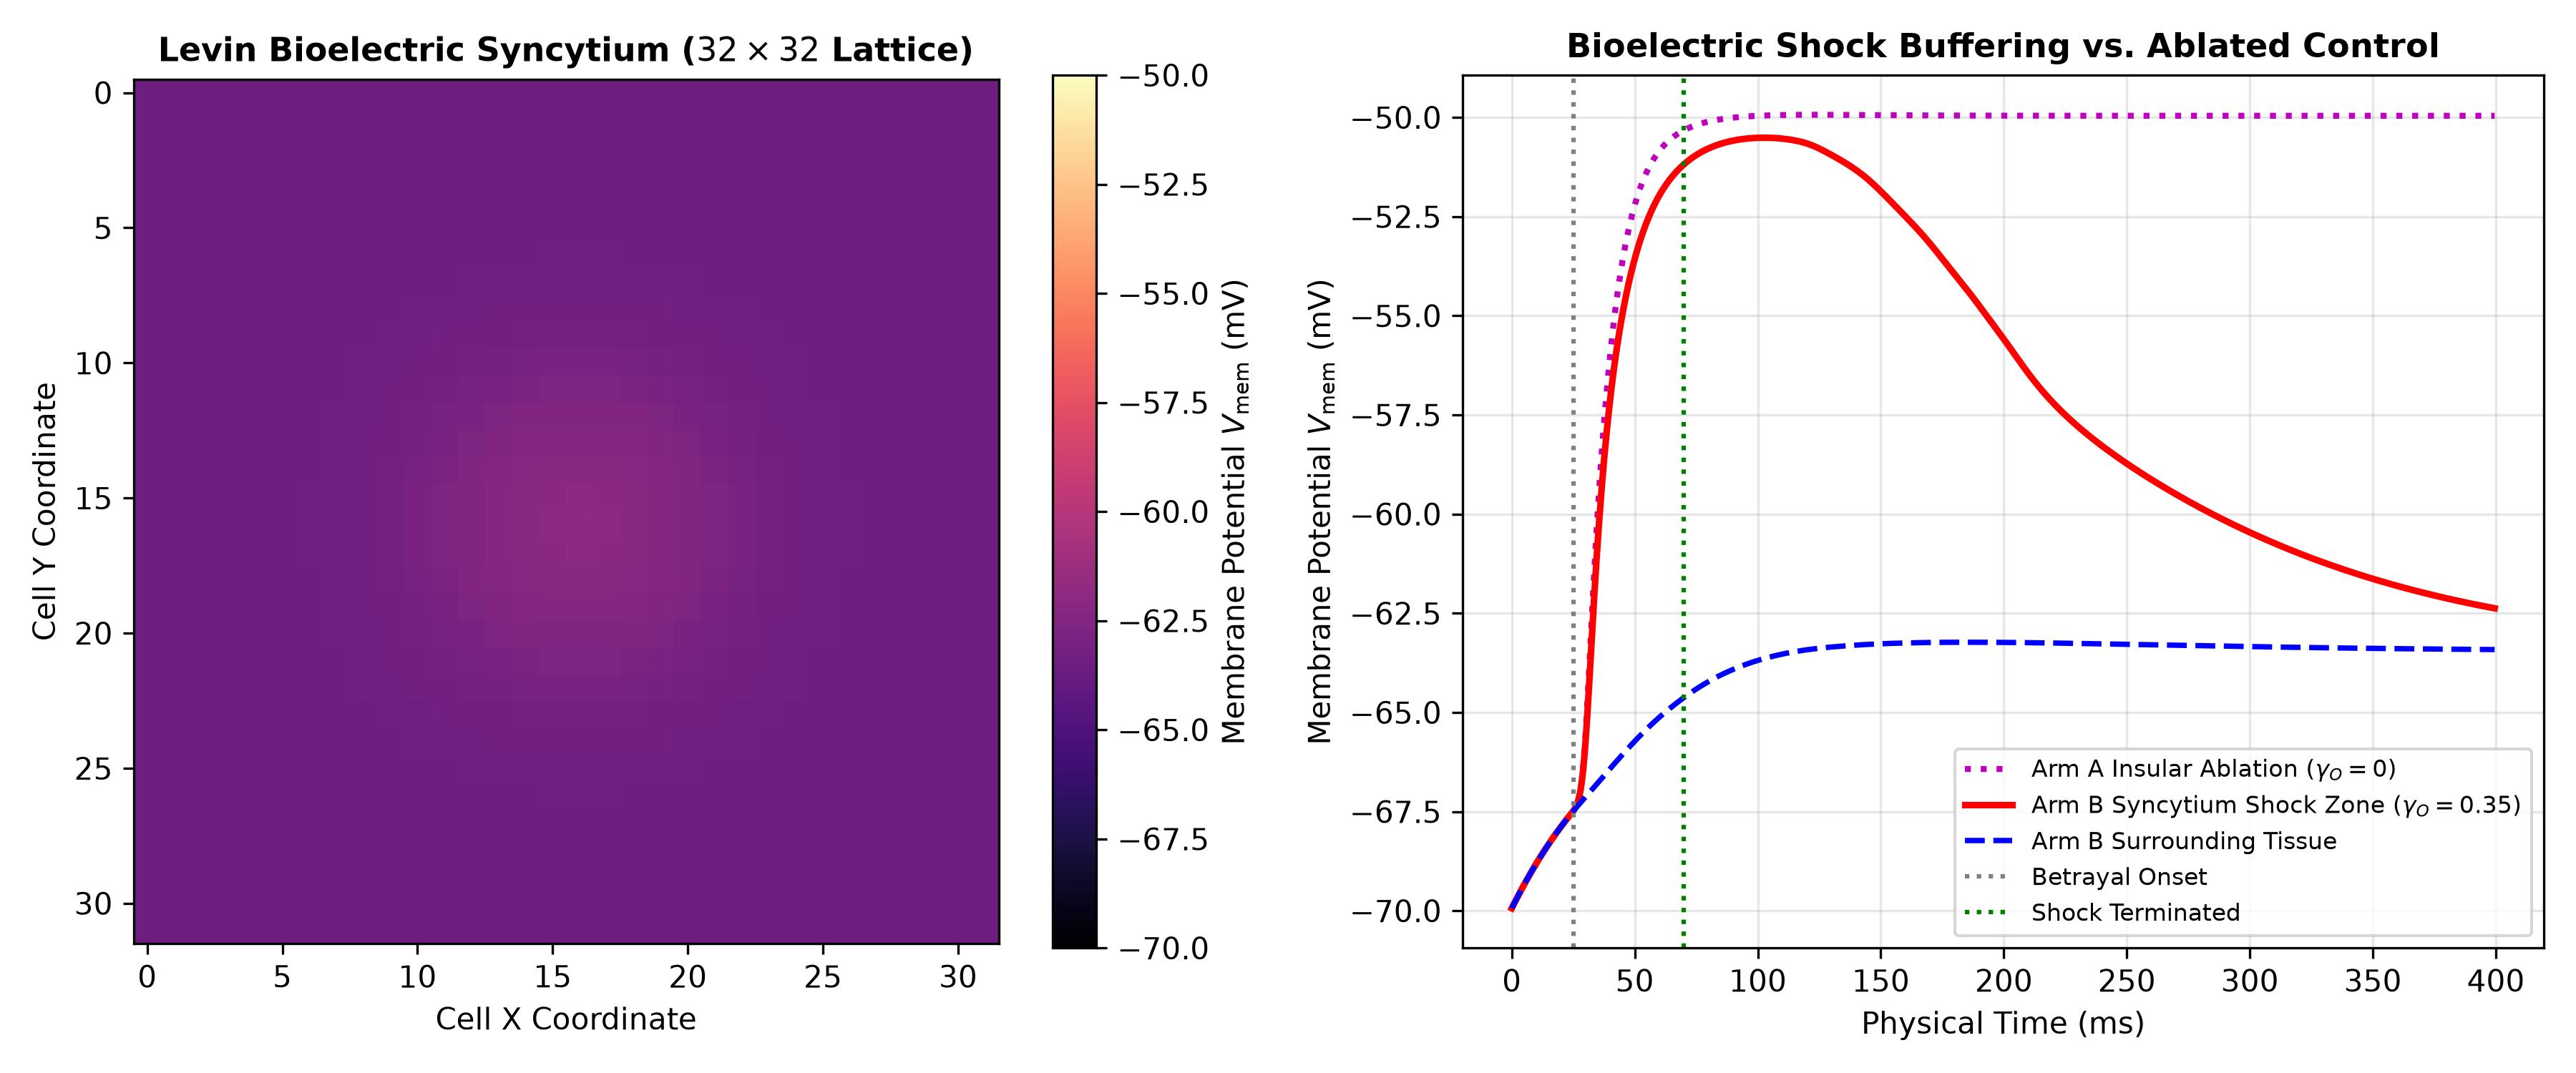 Levin Bioelectric Syncytium (32 × 32 Lattice)
0
5
10
15
20
25
30
Cell Y Coordinate
0 5 10 15 20 25 30
Cell X Coordinate
−50.0
−52.5
−55.0
−57.5
−60.0
−62.5
−65.0
−67.5
−70.0
Membrane Potential Vmem (mV)
Bioelectric Shock Buffering vs. Ablated Control
Membrane Potential Vmem (mV)
−50.0
−52.5
−55.0
−57.5
−60.0
−62.5
−65.0
−67.5
−70.0
Arm A Insular Ablation (γO = 0)
Arm B Syncytium Shock Zone (γO = 0.35)
Arm B Surrounding Tissue
Betrayal Onset
Shock Terminated
0 50 100 150 200 250 300 350 400
Physical Time (ms)